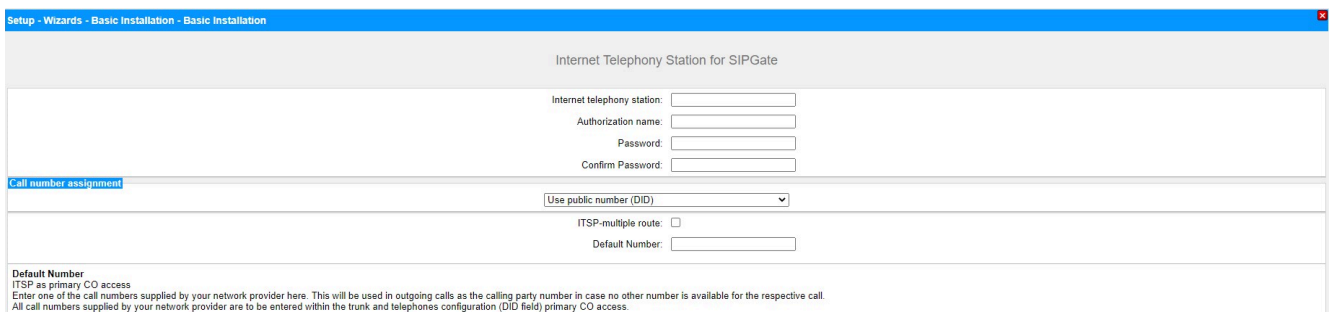 Setup - Wizards - Basic Installation - Basic Installation
Internet Telephony Station for SIPGate
Internet telephony station:
Authorization name:
Password:
Confirm Password:
Call number assignment
Use public number (DID)
ITSP-multiple route:
Default Number:
Default Number
ITSP as primary CO access
Enter one of the call numbers supplied by your network provider here. This will be used in outgoing calls as the calling party number in case no other number is available for the respective call.
All call numbers supplied by your network provider are to be entered within the trunk and telephones configuration (DID field) primary CO access.